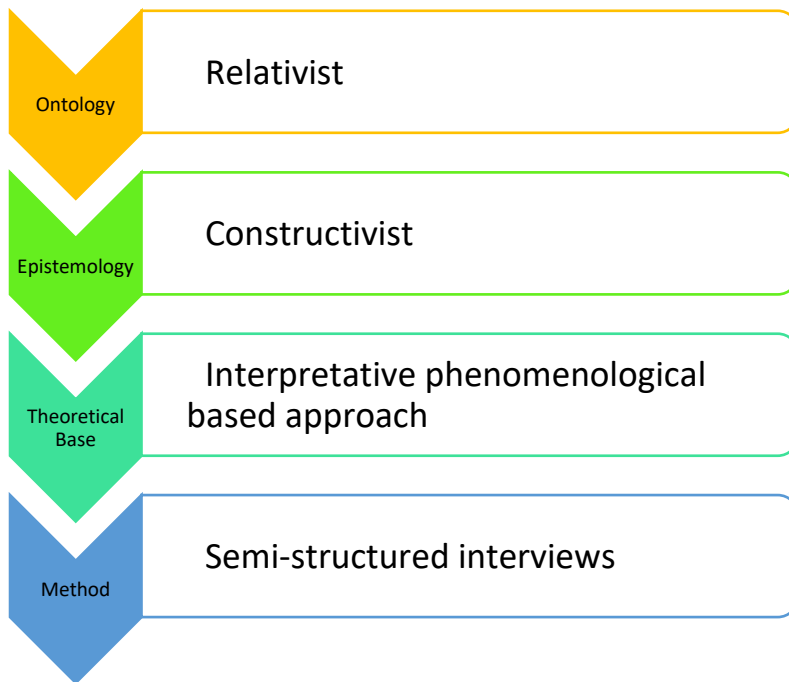 Ontology
Relativist
Epistemology
Constructivist
Theoretical
Base
Interpretative phenomenological
based approach
Method
Semi-structured interviews